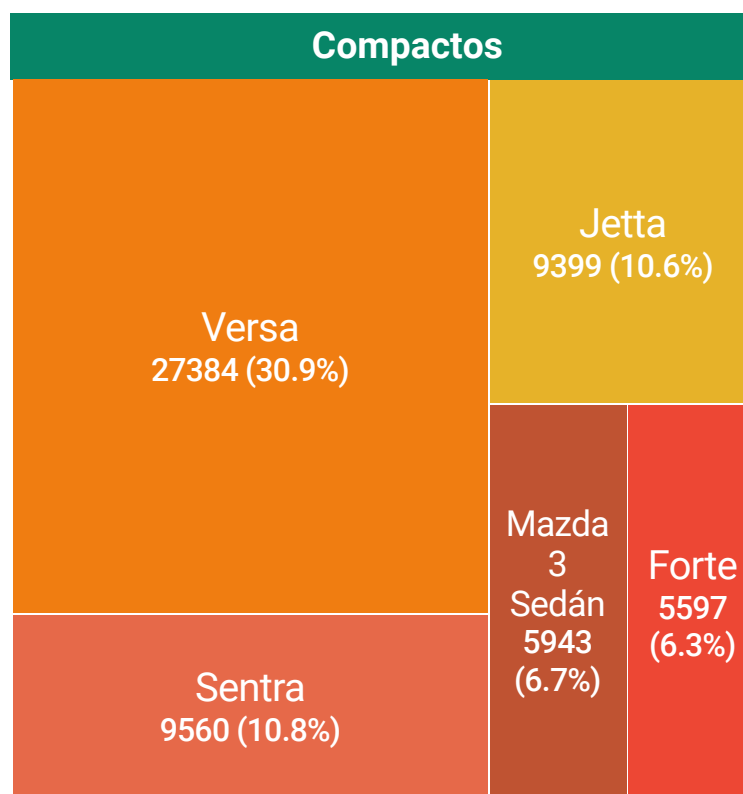 Compactos
Versa
27384 (30.9%)
Jetta
9399 (10.6%)
Sentra
9560 (10.8%)
Mazda
3
Sedán
5943
(6.7%)
Forte
5597
(6.3%)